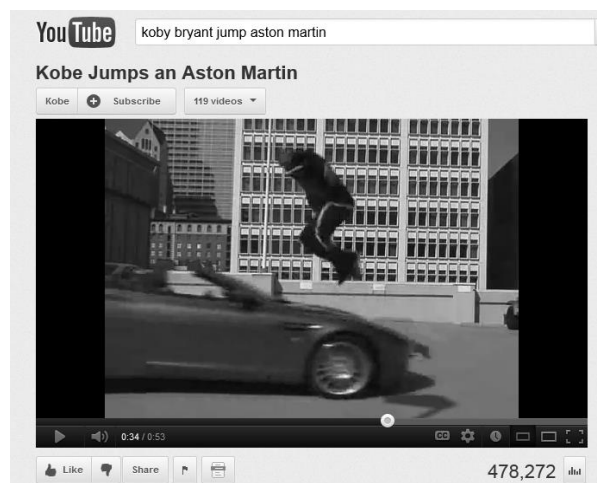 YouTube koby bryant jump aston martin
Kobe Jumps an Aston Martin
Kobe Subscribe 119 videos
0:34 / 0:53 CC
Like Share 478,272